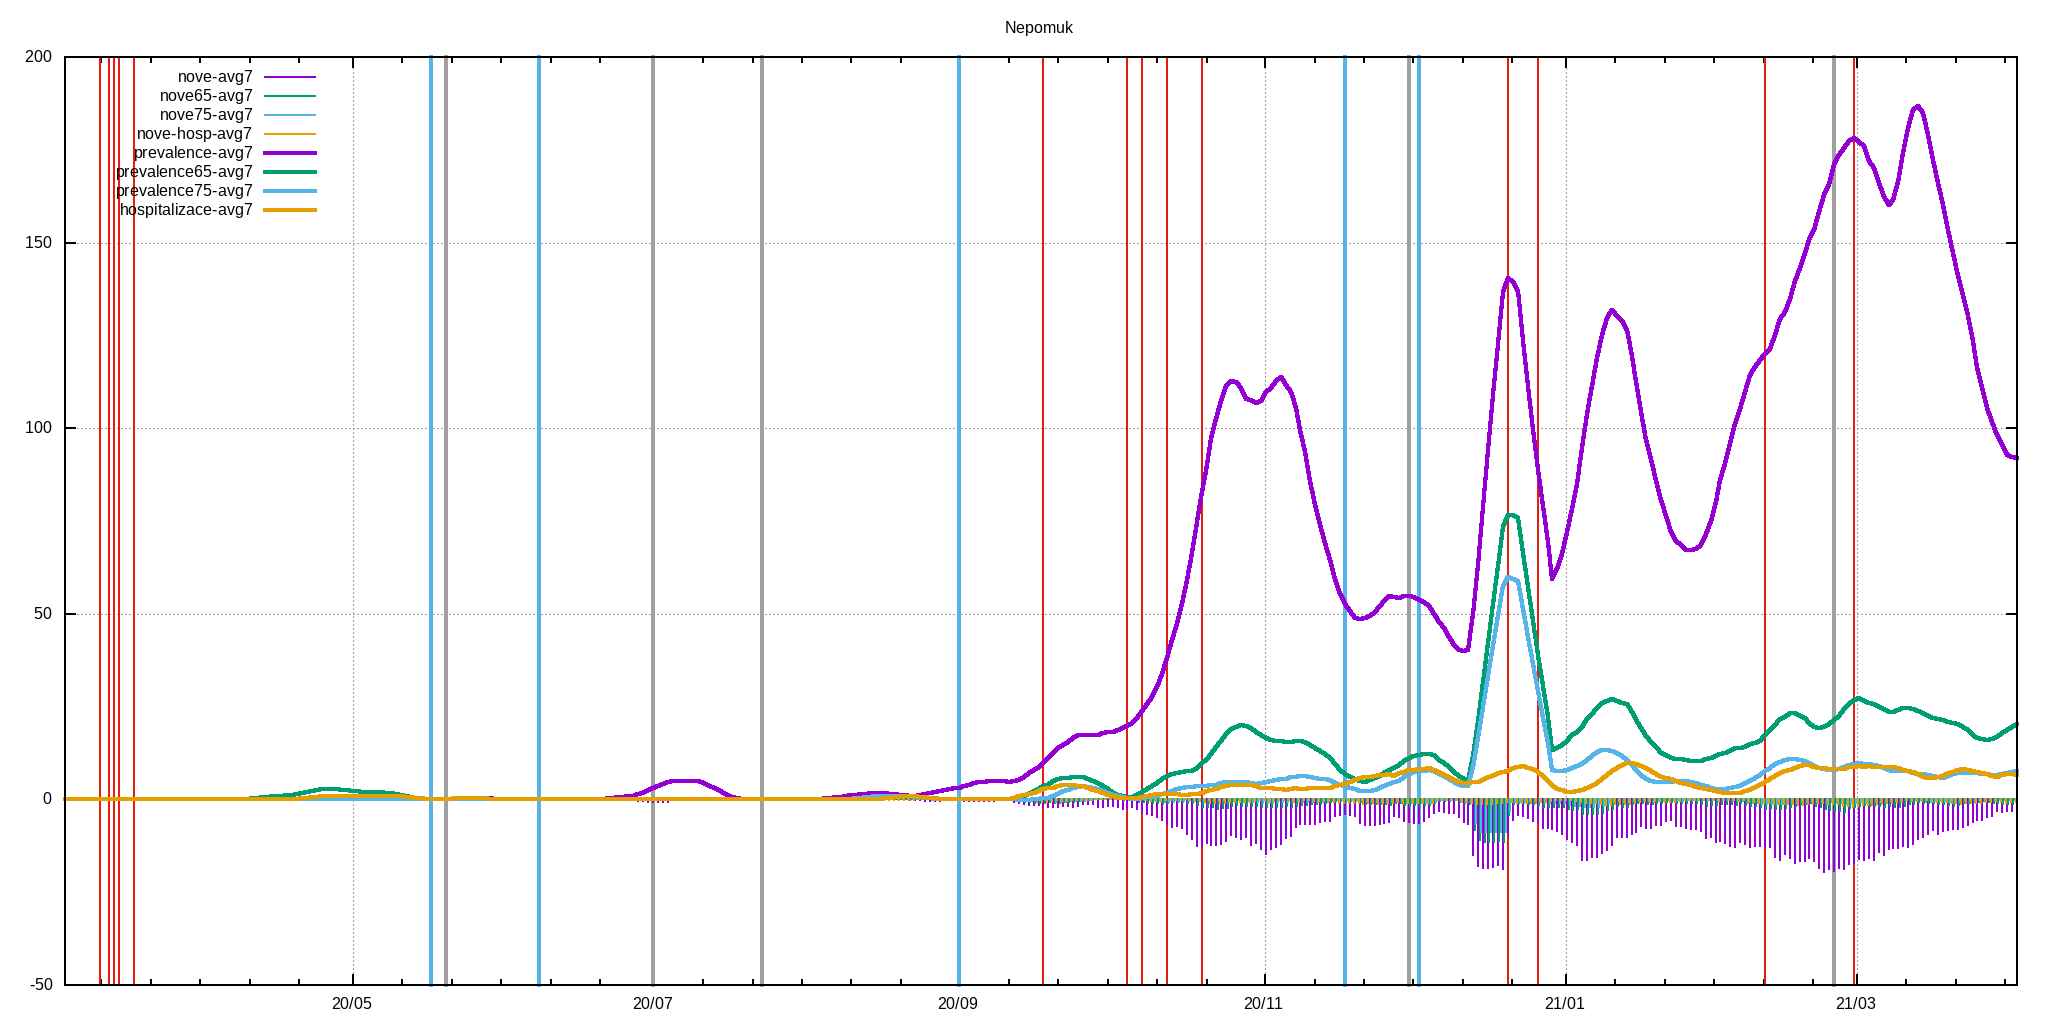 Nepomuk
200
150
100
50
0
-50
nove-avg7
nove65-avg7
nove75-avg7
nove-hosp-avg7
prevalence-avg7
prevalence65-avg7
prevalence75-avg7
hospitalizace-avg7
20/05 20/07 20/09 20/11 21/01 21/03